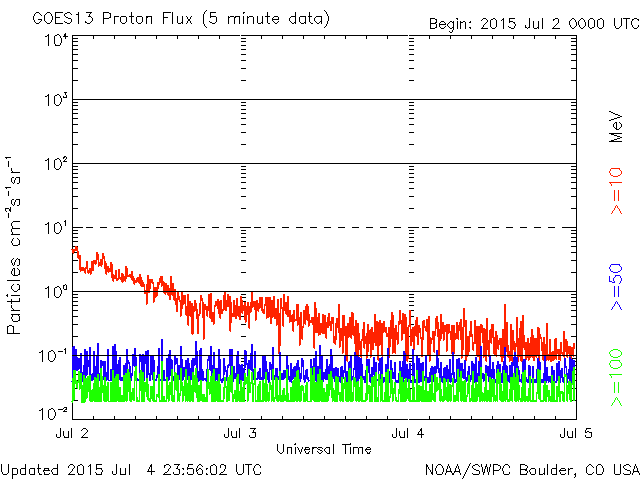 GOES13 Proton Flux (5 minute data)
Begin: 2015 Jul 2 0000 UTC
10⁴
10³
10²
10¹
10⁰
10⁻¹
10⁻²
Particles cm⁻²s⁻¹sr⁻¹
Jul 2
Jul 3
Jul 4
Jul 5
Universal Time
MeV
>=10
>=50
>=100
Updated 2015 Jul 4 23:56:02 UTC
NOAA/SWPC Boulder, CO USA